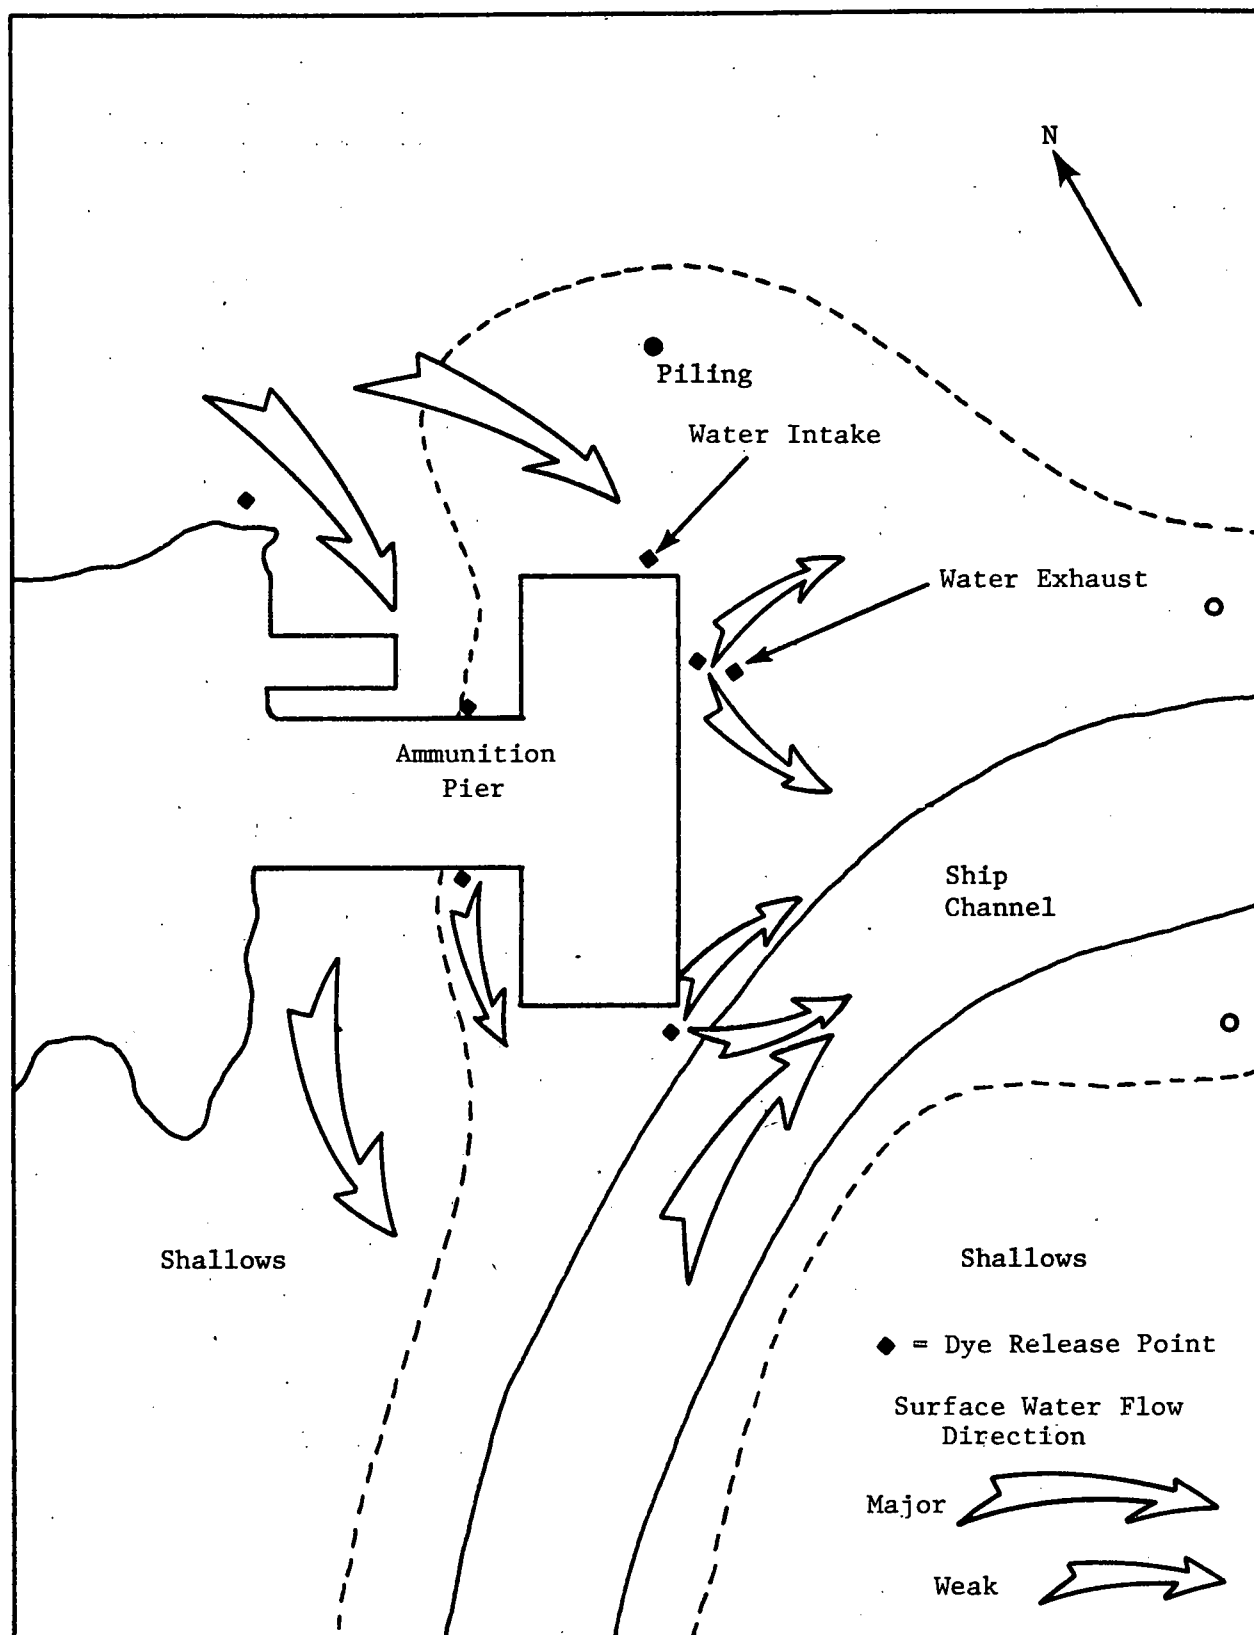 N
Piling
Water Intake
Water Exhaust
Ammunition
Pier
Ship
Channel
Shallows
Shallows
◆ = Dye Release Point
Surface Water Flow
Direction
Major
Weak